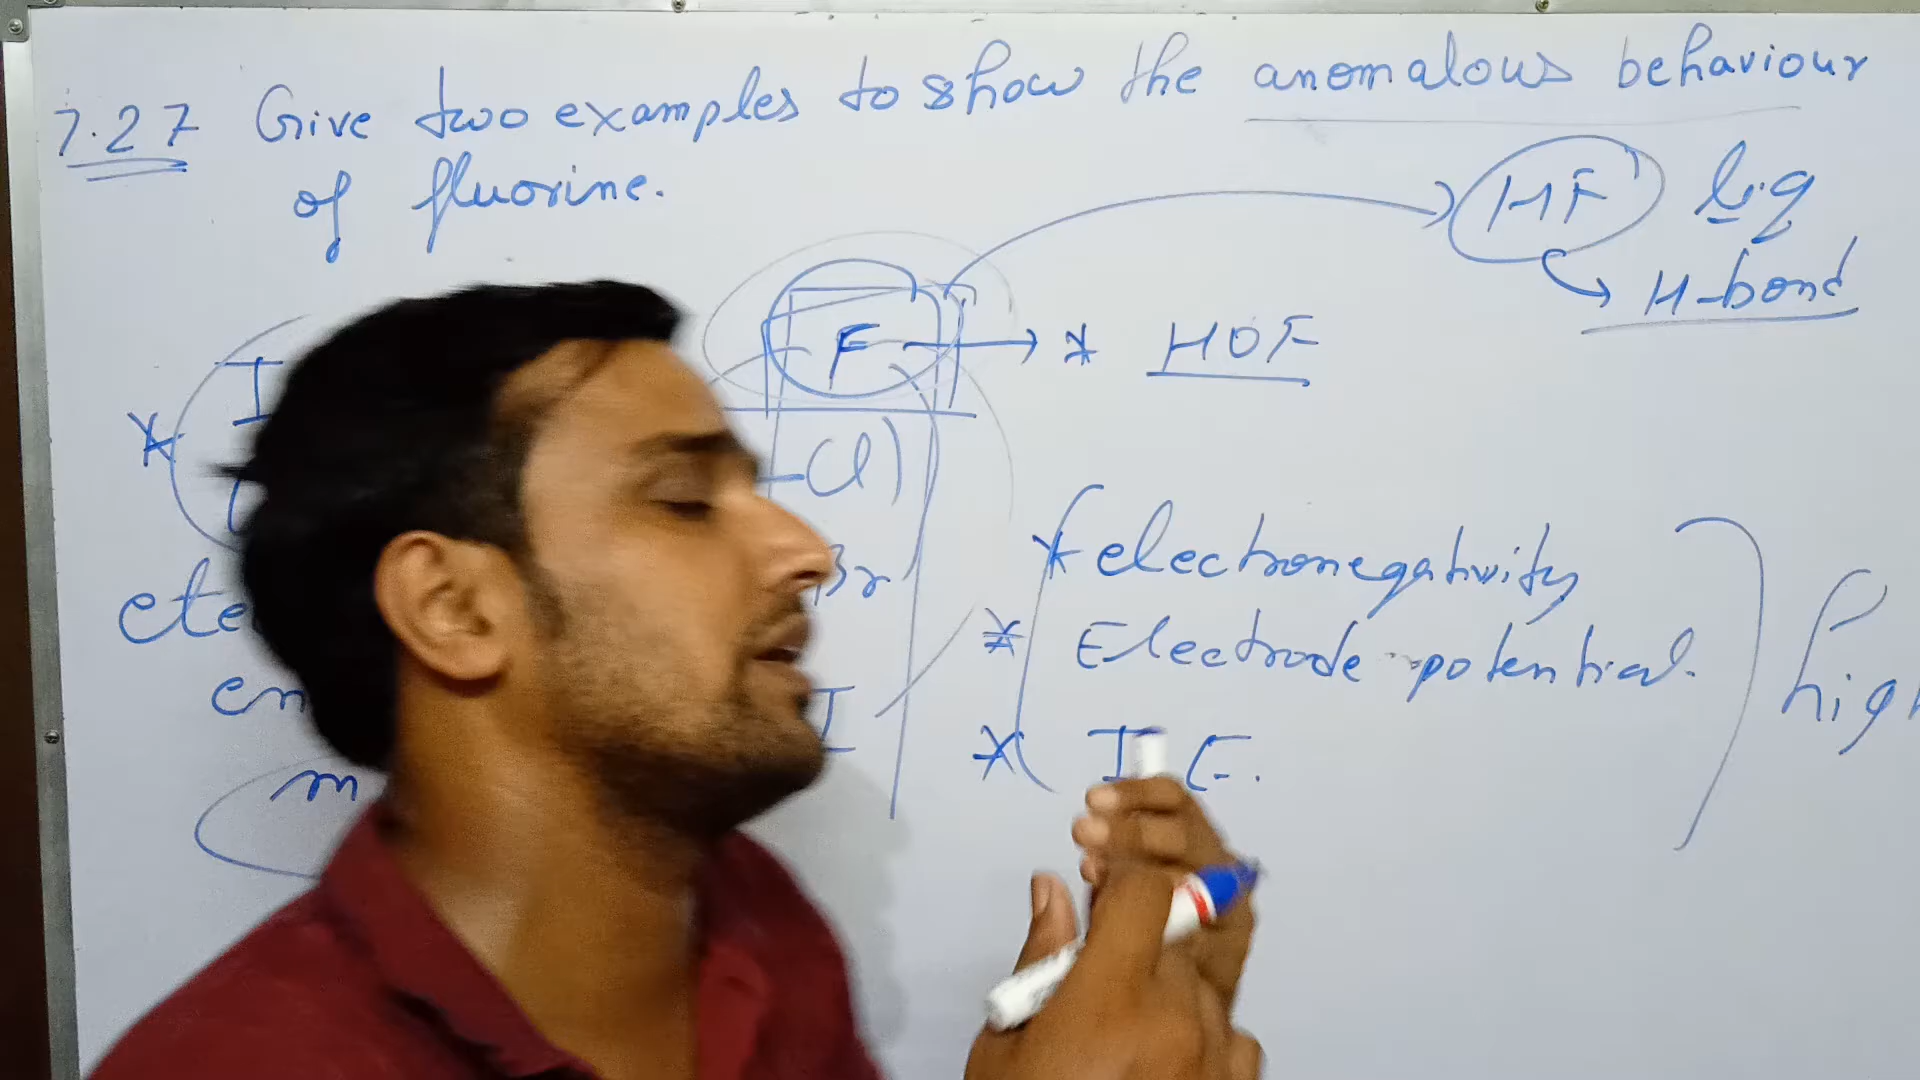 7.27 Give two examples to show the anomalous behaviour
of fluorine.
HF liq
H-bond
F → * HOF
* I
Cl
Br
* electronegativity
* Electrode potential.
I
* I E.